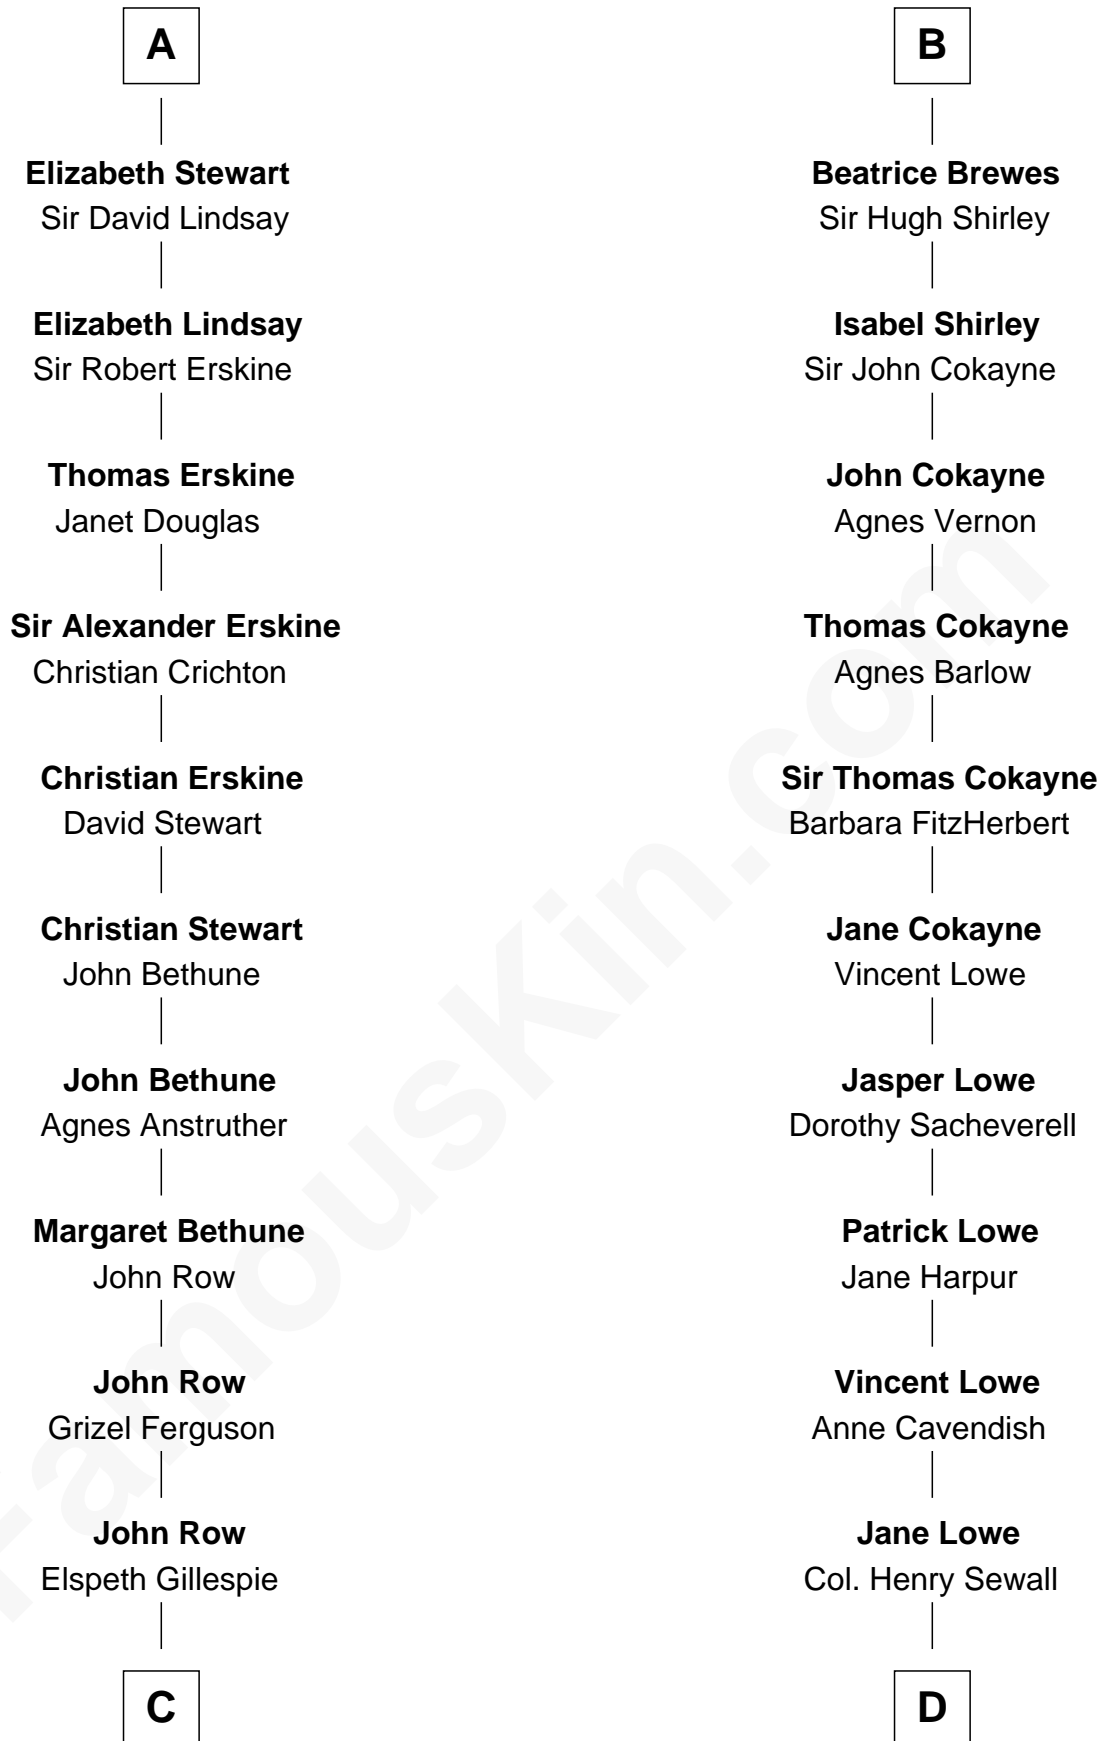 A
Elizabeth Stewart
Sir David Lindsay
Elizabeth Lindsay
Sir Robert Erskine
Thomas Erskine
Janet Douglas
Sir Alexander Erskine
Christian Crichton
Christian Erskine
David Stewart
Christian Stewart
John Bethune
John Bethune
Agnes Anstruther
Margaret Bethune
John Row
John Row
Grizel Ferguson
John Row
Elspeth Gillespie
C
B
Beatrice Brewes
Sir Hugh Shirley
Isabel Shirley
Sir John Cokayne
John Cokayne
Agnes Vernon
Thomas Cokayne
Agnes Barlow
Sir Thomas Cokayne
Barbara FitzHerbert
Jane Cokayne
Vincent Lowe
Jasper Lowe
Dorothy Sacheverell
Patrick Lowe
Jane Harpur
Vincent Lowe
Anne Cavendish
Jane Lowe
Col. Henry Sewall
D
FamousKin.com